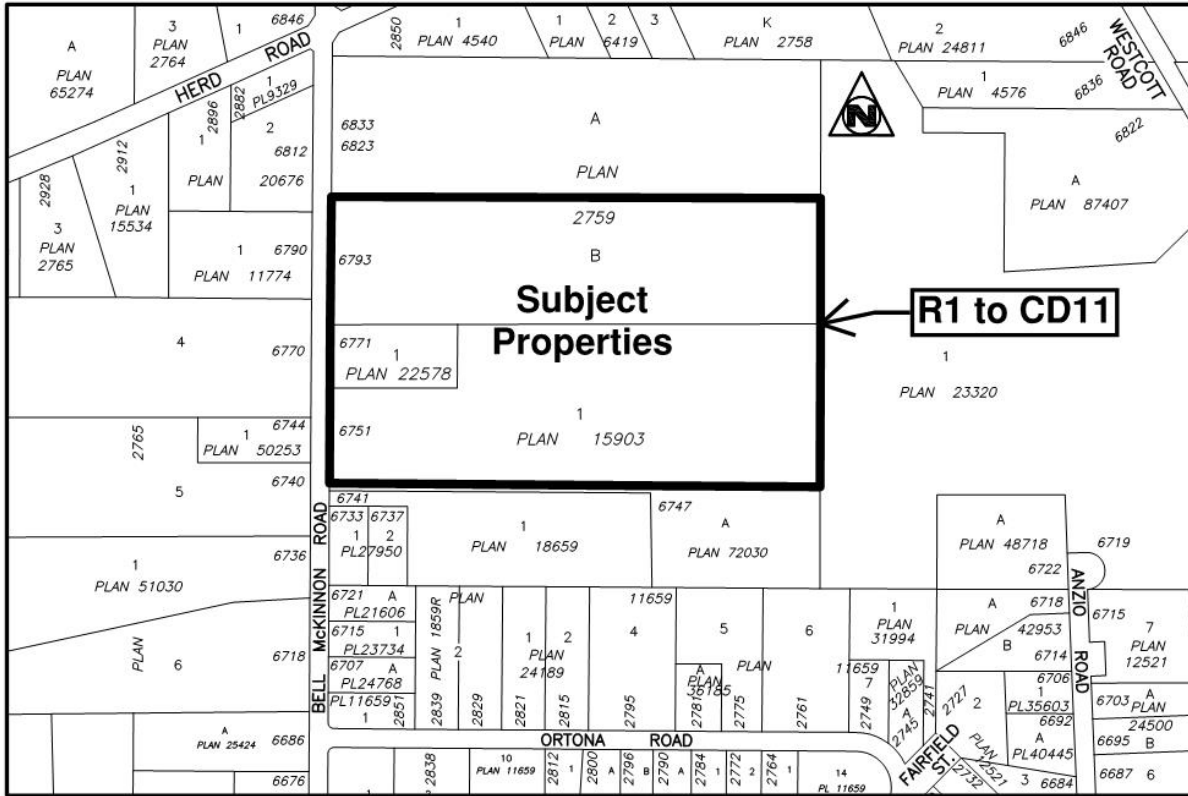 A
PLAN
65274
3
PLAN
2764
1
6846
HERD ROAD
2850
1
PLAN 4540
1
PLAN
2
6419
3
K
PLAN 2758
2
PLAN 24811
6846
WESTCOTT
ROAD
1
PLAN 4576
6836
6822
A
PLAN 87407
N
6833
6823
A
PLAN
2759
B
6793
Subject
Properties
R1 to CD11
6771
1
PLAN 22578
6751
1
PLAN 15903
1
PLAN 23320
1
PL9329
2882
2896
2
6812
1
PLAN
20676
2912
1
PLAN
15534
2928
3
PLAN
2765
1
6790
PLAN 11774
4
6770
2765
6744
1
PLAN 50253
6740
5
6736
1
PLAN 51030
PLAN
6
6718
A
PLAN 25424
6686
6676
BELL McKINNON ROAD
6741
6733
6737
1
2
PL27950
1
PLAN 18659
6747
A
PLAN 72030
6721
A
PL21606
6715
1
PL23734
6707
A
PL24768
PL11659
1
2851
2839
PLAN 1859R
PLAN
11659
2
2829
1
2
PLAN
24189
2821
2815
4
2795
5
PLAN
A
PLAN
36185
2781
2775
6
2761
1
PLAN
31994
11659
7
2749
PLAN
32859
A
2745
2741
A
PLAN 48718
6719
6722
ANZIO ROAD
A
6718
PLAN 42953
B
6714
6715
7
PLAN
12521
2727
2
PLAN
12521
6706
1
PL35603
6692
A
PL40445
6703
A
PLAN
24500
6695
B
6687
6
3
6684
2732
FAIRFIELD
ST.
ORTONA ROAD
2838
10
PLAN 11659
2812
1
2800
A
2796
B
2790
A
2784
1
2772
2
2764
1
14
PL 11659
1
2